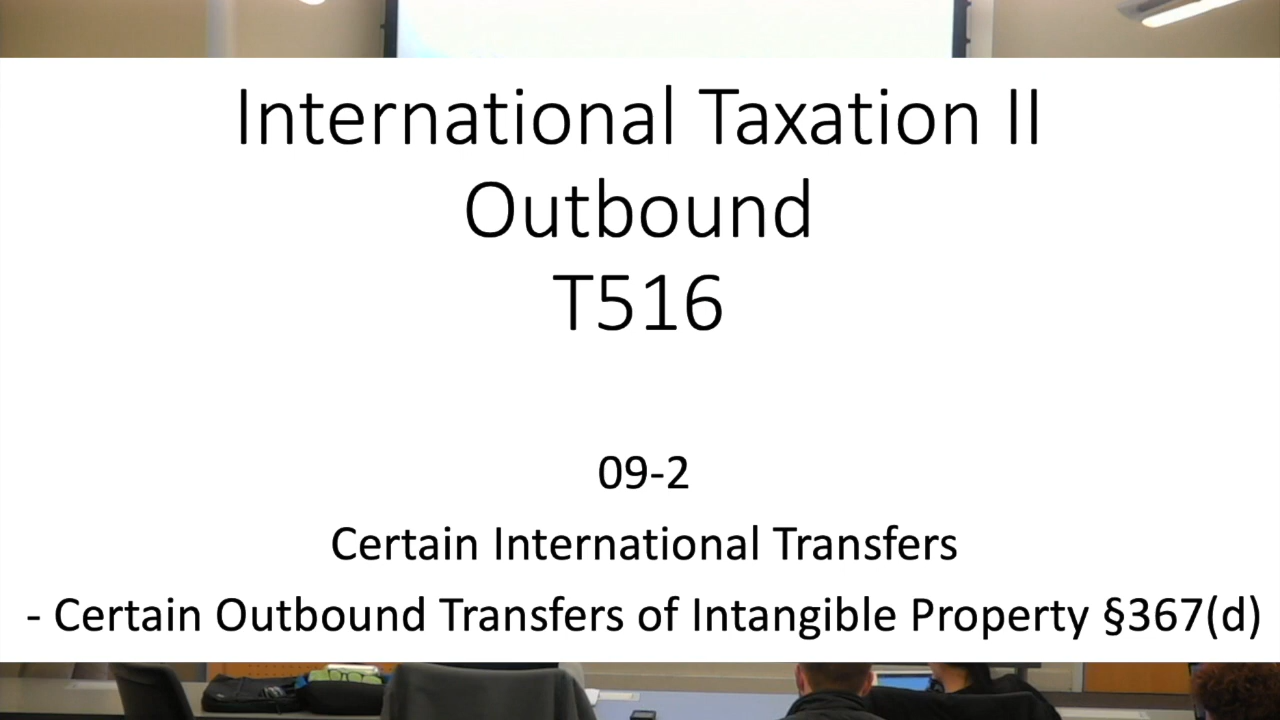 International Taxation II
Outbound
T516
09-2
Certain International Transfers
- Certain Outbound Transfers of Intangible Property §367(d)